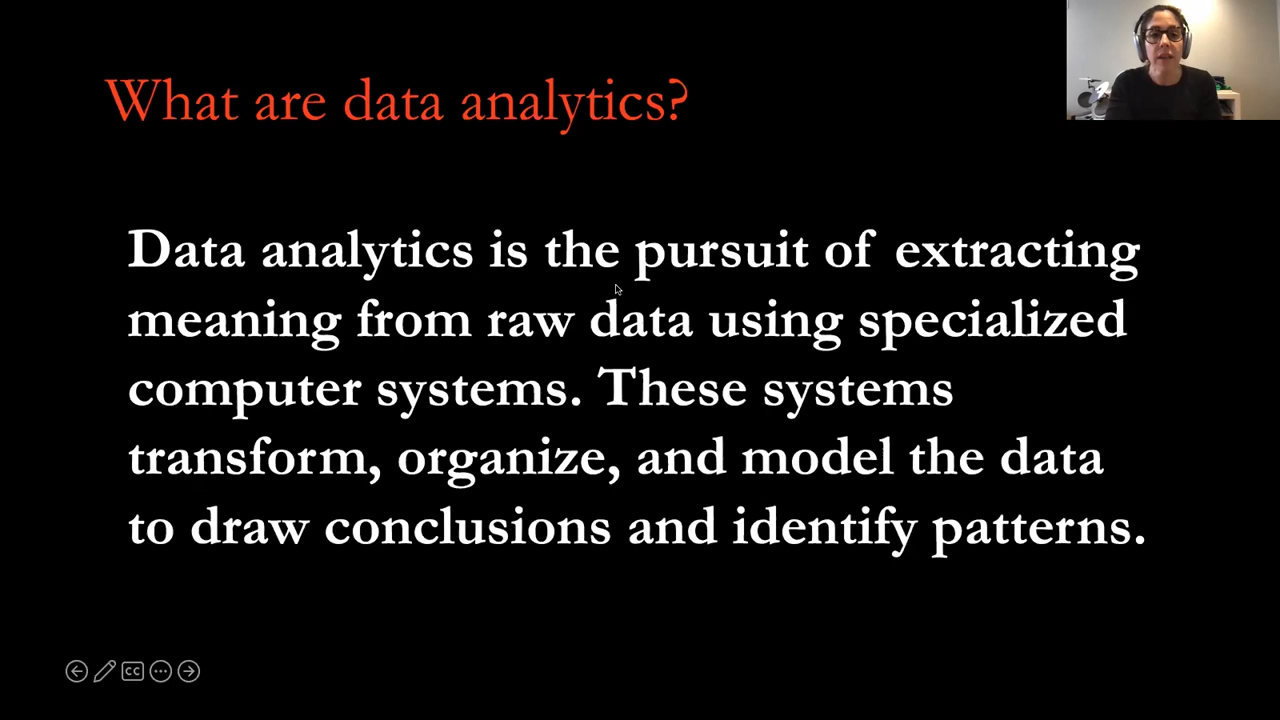 What are data analytics?
Data analytics is the pursuit of extracting
meaning from raw data using specialized
computer systems. These systems
transform, organize, and model the data
to draw conclusions and identify patterns.
CC